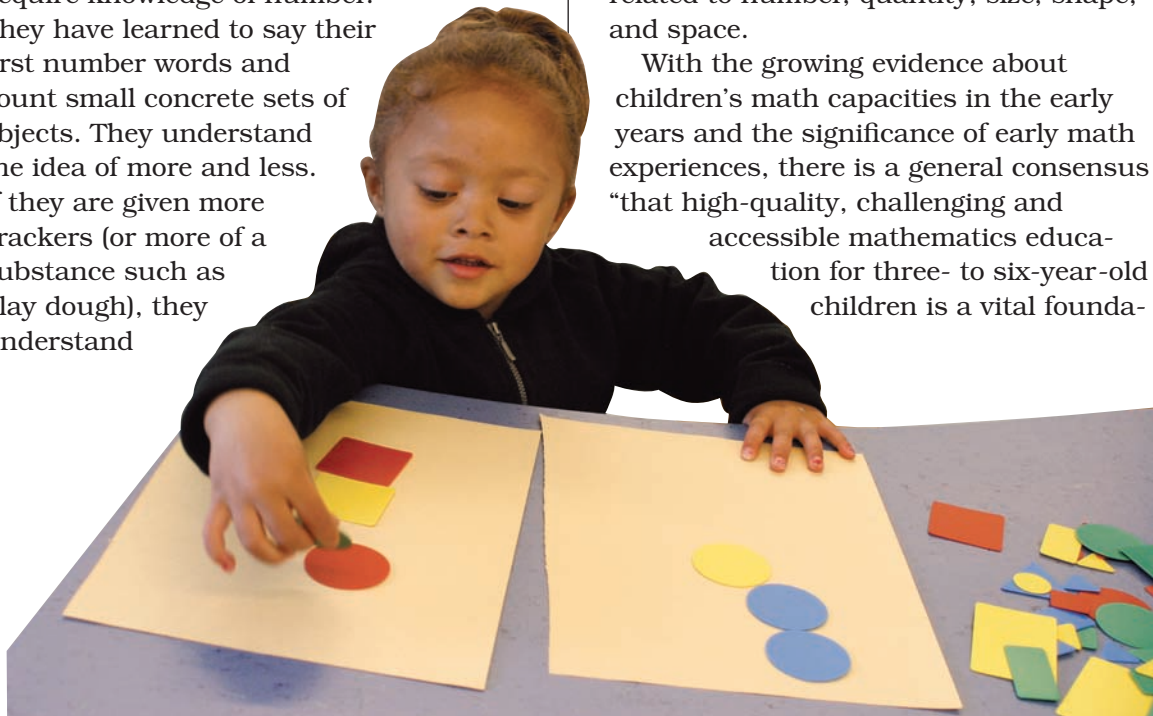 equire knowledge of number.
hey have learned to say their
rst number words and
ount small concrete sets of
bjects. They understand
he idea of more and less.
f they are given more
rackers (or more of a
ubstance such as
lay dough), they
nderstand
related to number, quantity, size, shape,
and space.
With the growing evidence about
children’s math capacities in the early
years and the significance of early math
experiences, there is a general consensus
“that high-quality, challenging and
accessible mathematics educa-
tion for three- to six-year-old
children is a vital founda-